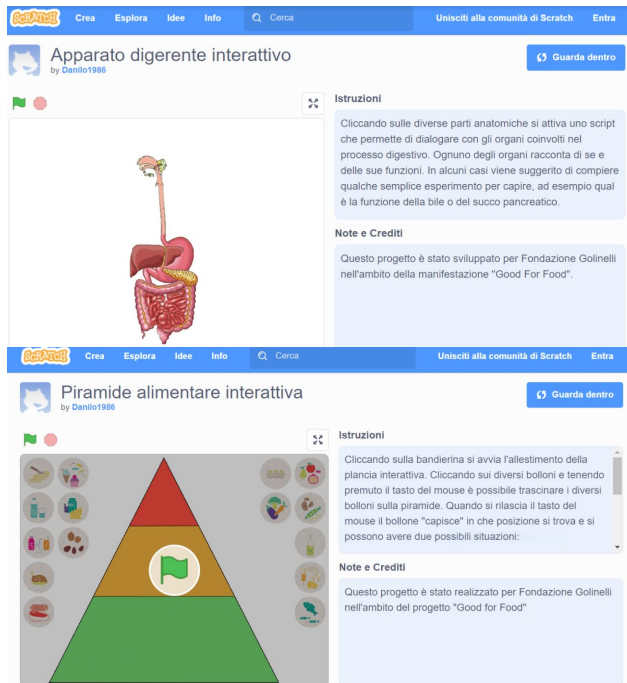 SCRATCH Crea Esplora Idee Info Cerca Unisciti alla comunità di Scratch Entra
Apparato digerente interattivo
by Danilo1986
Guarda dentro
Istruzioni
Cliccando sulle diverse parti anatomiche si attiva uno script
che permette di dialogare con gli organi coinvolti nel
processo digestivo. Ognuno degli organi racconta di se e
delle sue funzioni. In alcuni casi viene suggerito di compiere
qualche semplice esperimento per capire, ad esempio qual
è la funzione della bile o del succo pancreatico.
Note e Crediti
Questo progetto è stato sviluppato per Fondazione Golinelli
nell'ambito della manifestazione "Good For Food".
SCRATCH Crea Esplora Idee Info Cerca Unisciti alla comunità di Scratch Entra
Piramide alimentare interattiva
by Danilo1986
Guarda dentro
Istruzioni
Cliccando sulla bandierina si avvia l'allestimento della
plancia interattiva. Cliccando sui diversi bolloni e tenendo
premuto il tasto del mouse è possibile trascinare i diversi
bolloni sulla piramide. Quando si rilascia il tasto del
mouse il bollone "capisce" in che posizione si trova e si
possono avere due possibili situazioni:
Note e Crediti
Questo progetto è stato realizzato per Fondazione Golinelli
nell'ambito del progetto "Good for Food"